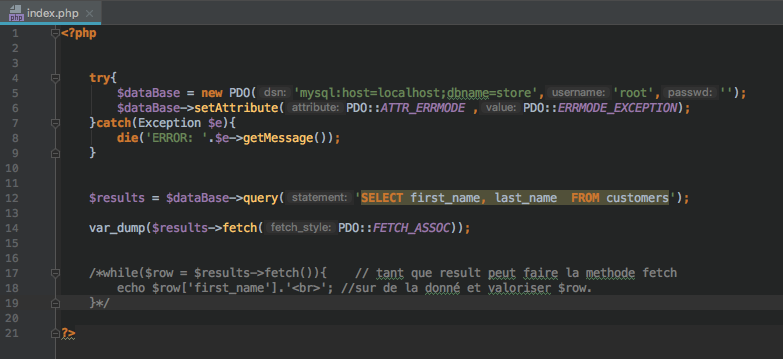 index.php
1 <?php
2
3
4 try{
5 $dataBase = new PDO( dsn: 'mysql:host=localhost;dbname=store', username: 'root', passwd: '');
6 $dataBase->setAttribute( attribute: PDO::ATTR_ERRMODE , value: PDO::ERRMODE_EXCEPTION);
7 }catch(Exception $e){
8 die('ERROR: '.$e->getMessage());
9 }
10
11
12 $results = $dataBase->query( statement: 'SELECT first_name, last_name  FROM customers');
13
14 var_dump($results->fetch( fetch_style: PDO::FETCH_ASSOC));
15
16
17 /*while($row = $results->fetch()){    // tant que result peut faire la methode fetch
18 echo $row['first_name'].'<br>'; //sur de la donné et valoriser $row.
19 }*/
20
21 ?>